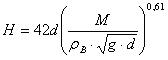 H = 42d(M / (ρ_B · √(g · d)))^0,61